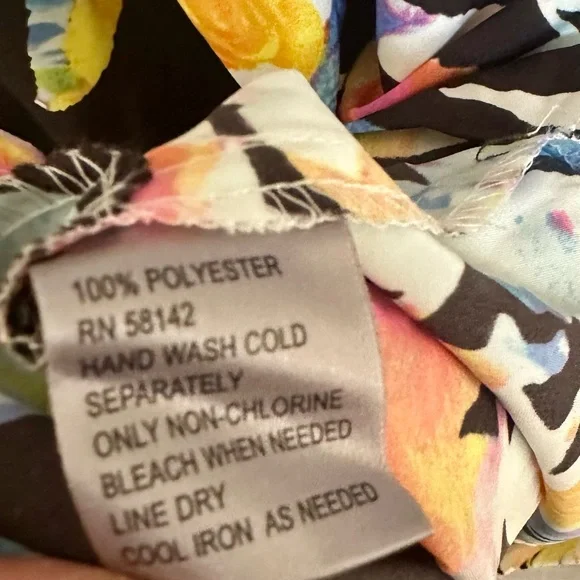 100% POLYESTER
RN 58142
HAND WASH COLD
SEPARATELY
ONLY NON-CHLORINE
BLEACH WHEN NEEDED
LINE DRY
COOL IRON AS NEEDED